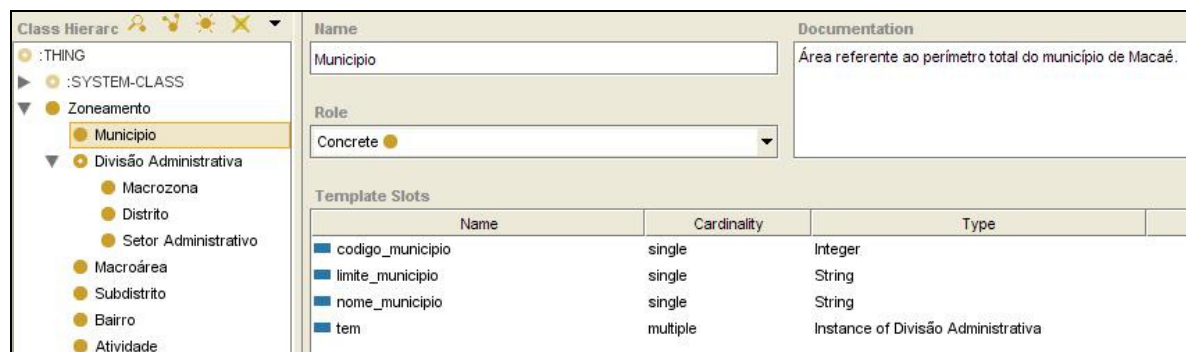 Class Hierarc
:THING
:SYSTEM-CLASS
Zoneamento
Municipio
Divisão Administrativa
Macrozona
Distrito
Setor Administrativo
Macroárea
Subdistrito
Bairro
Atividade
Name
Municipio
Role
Concrete
Documentation
Área referente ao perímetro total do município de Macaé.
Template Slots
Name Cardinality Type
codigo_municipio single Integer
limite_municipio single String
nome_municipio single String
tem multiple Instance of Divisão Administrativa